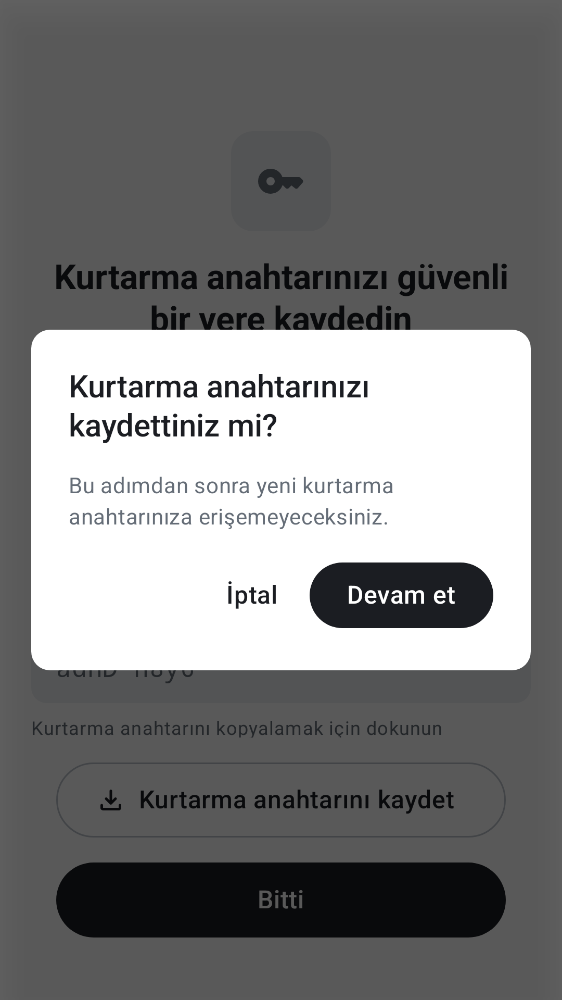 Kurtarma anahtarınızı güvenli
bir yere kaydedin
Kurtarma anahtarınızı
kaydettiniz mi?
Bu adımdan sonra yeni kurtarma
anahtarınıza erişemeyeceksiniz.
İptal
Devam et
Kurtarma anahtarını kopyalamak için dokunun
Kurtarma anahtarını kaydet
Bitti